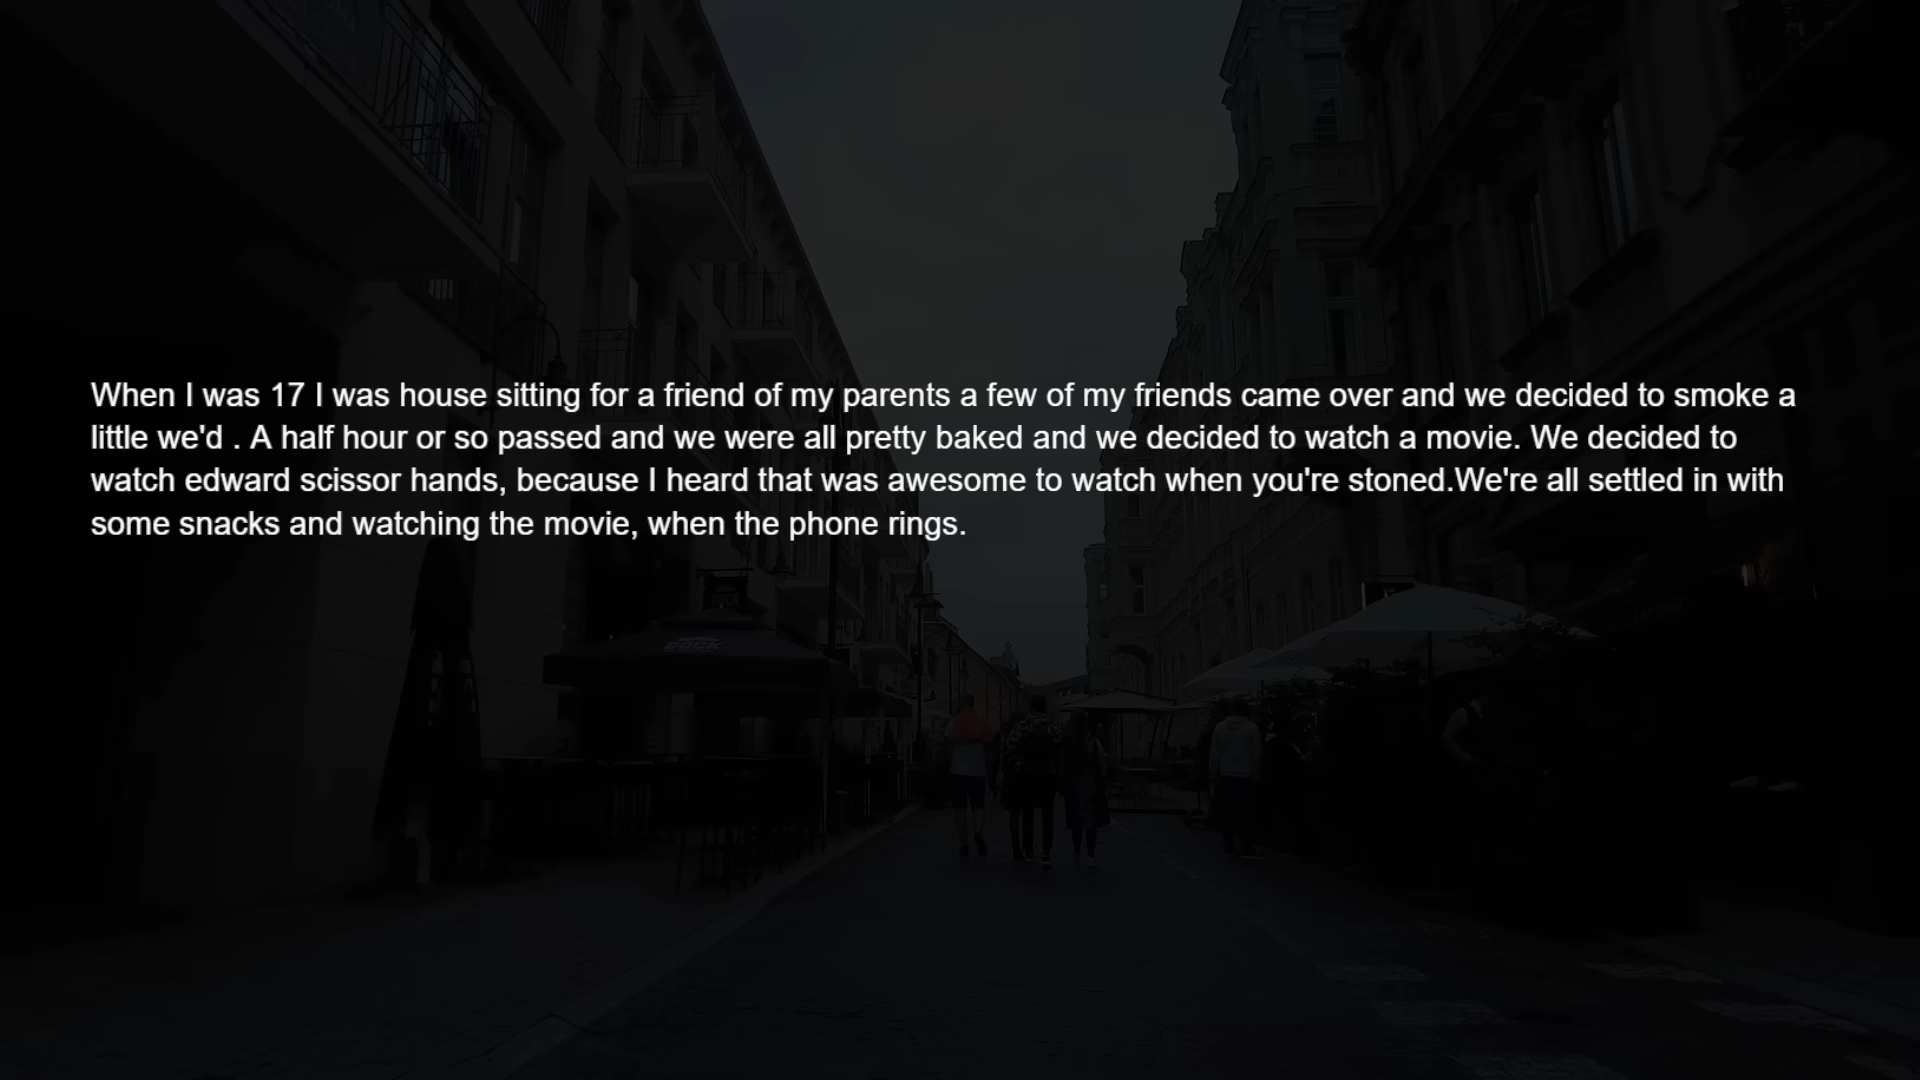 When I was 17 I was house sitting for a friend of my parents a few of my friends came over and we decided to smoke a
little we'd . A half hour or so passed and we were all pretty baked and we decided to watch a movie. We decided to
watch edward scissor hands, because I heard that was awesome to watch when you're stoned.We're all settled in with
some snacks and watching the movie, when the phone rings.